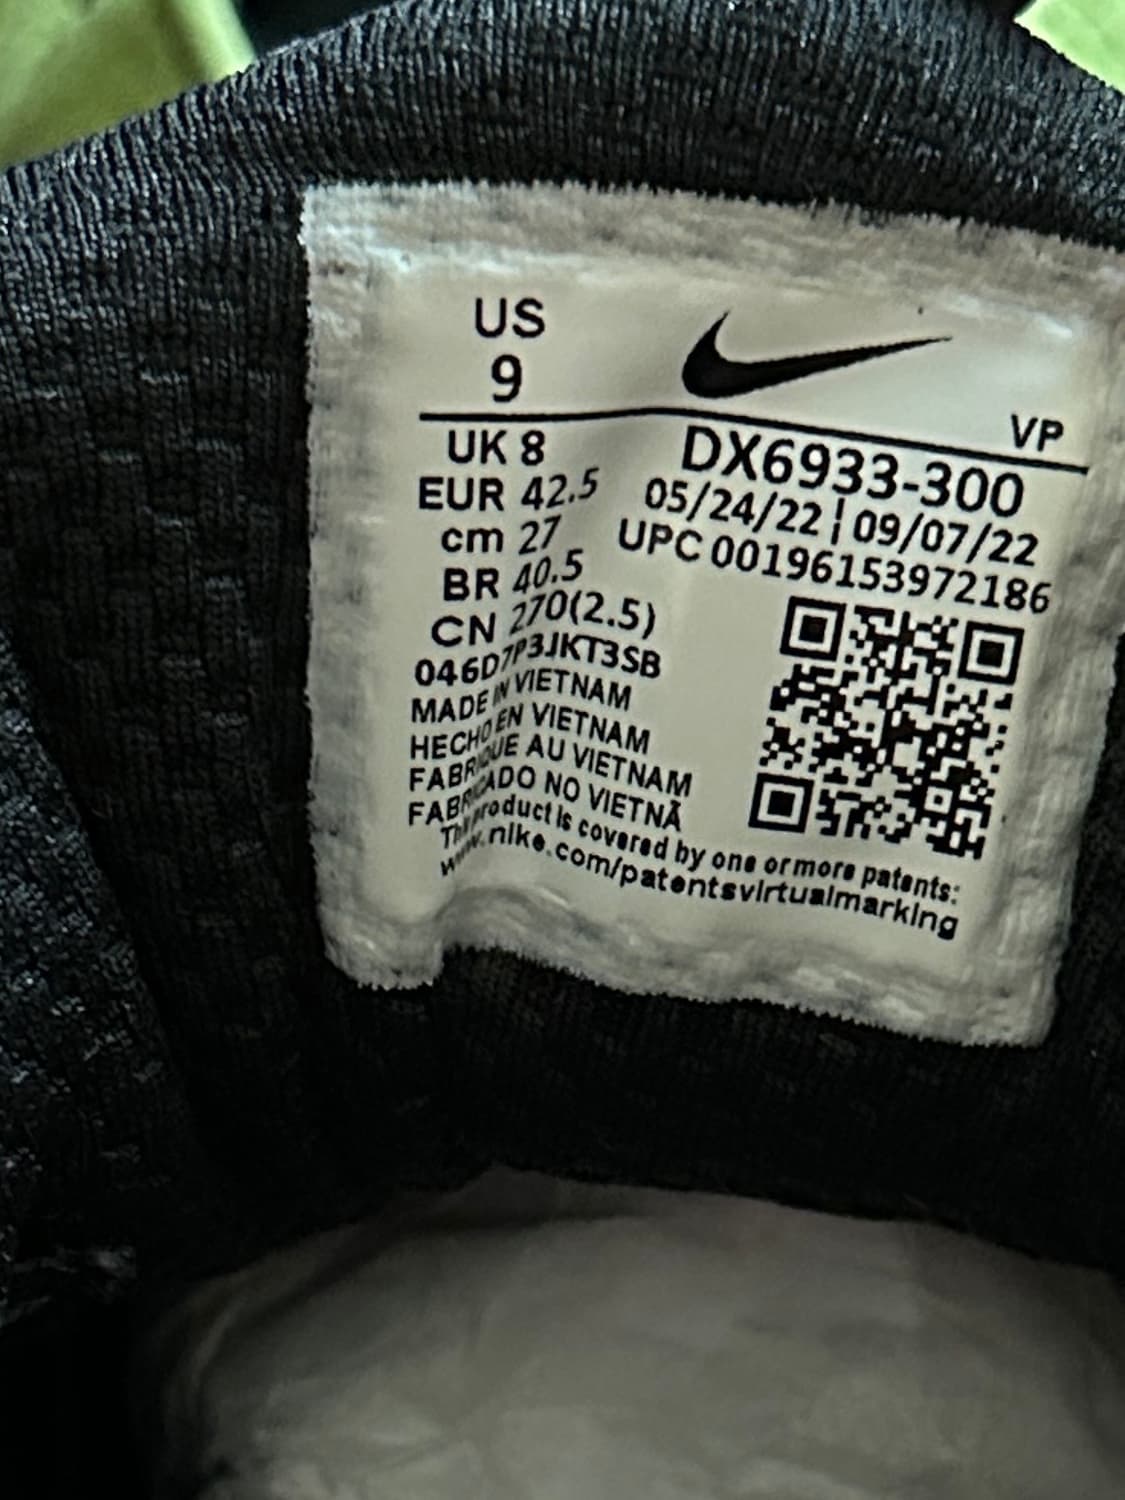 US
9
VP
UK 8
EUR 42.5
cm 27
BR 40.5
CN 270(2.5)
046D7P3JKT3SB
MADE IN VIETNAM
HECHO EN VIETNAM
FABRIQUE AU VIETNAM
FABRICADO NO VIETNÃ
DX6933-300
05/24/22 | 09/07/22
UPC 00196153972186
This product is covered by one or more patents:
www.nike.com/patentsvirtualmarking